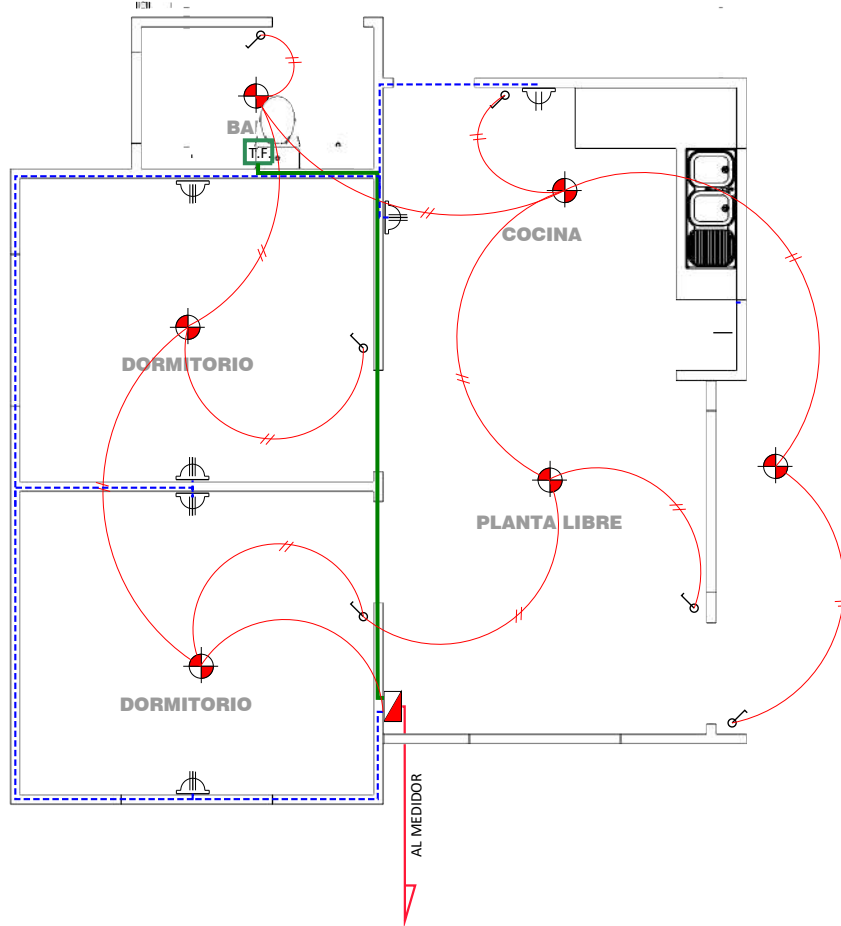 BA
T.F.
COCINA
DORMITORIO
PLANTA LIBRE
DORMITORIO
AL MEDIDOR